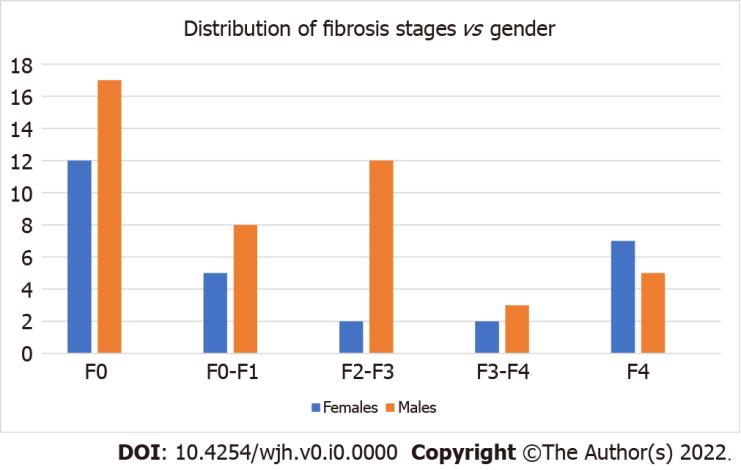 Distribution of fibrosis stages vs gender
18
16
14
12
10
8
6
4
2
0
F0 F0-F1 F2-F3 F3-F4 F4
Females Males
DOI: 10.4254/wjh.v0.i0.0000 Copyright ©The Author(s) 2022.